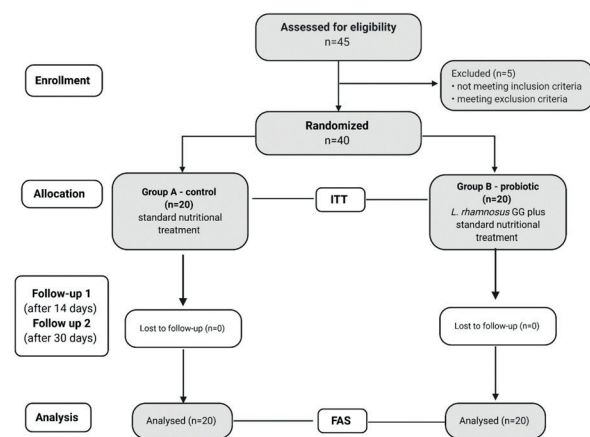 Assessed for eligibility
n=45
Enrollment
Excluded (n=5)
• not meeting inclusion criteria
• meeting exclusion criteria
Randomized
n=40
Allocation
Group A - control
(n=20)
standard nutritional
treatment
ITT
Group B - probiotic
(n=20)
L. rhamnosus GG plus
standard nutritional
treatment
Follow-up 1
(after 14 days)
Follow up 2
(after 30 days)
Lost to follow-up (n=0)
Lost to follow-up (n=0)
Analysis
Analysed (n=20)
FAS
Analysed (n=20)